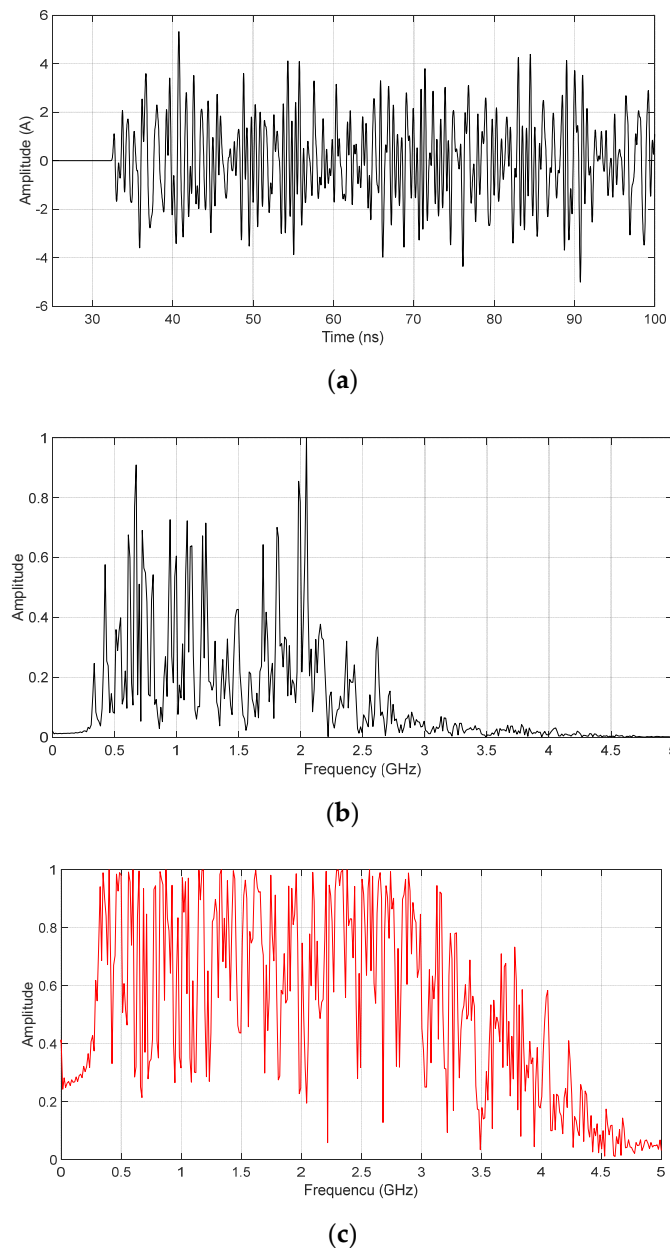 6
4
2
0
-2
-4
-6
Amplitude (A)
30 40 50 60 70 80 90 100
Time (ns)
(a)
1
0.8
0.6
0.4
0.2
0
Amplitude
0 0.5 1 1.5 2 2.5 3 3.5 4 4.5 5
Frequency (GHz)
(b)
1
0.8
0.6
0.4
0.2
0
Amplitude
0 0.5 1 1.5 2 2.5 3 3.5 4 4.5 5
Frequencu (GHz)
(c)